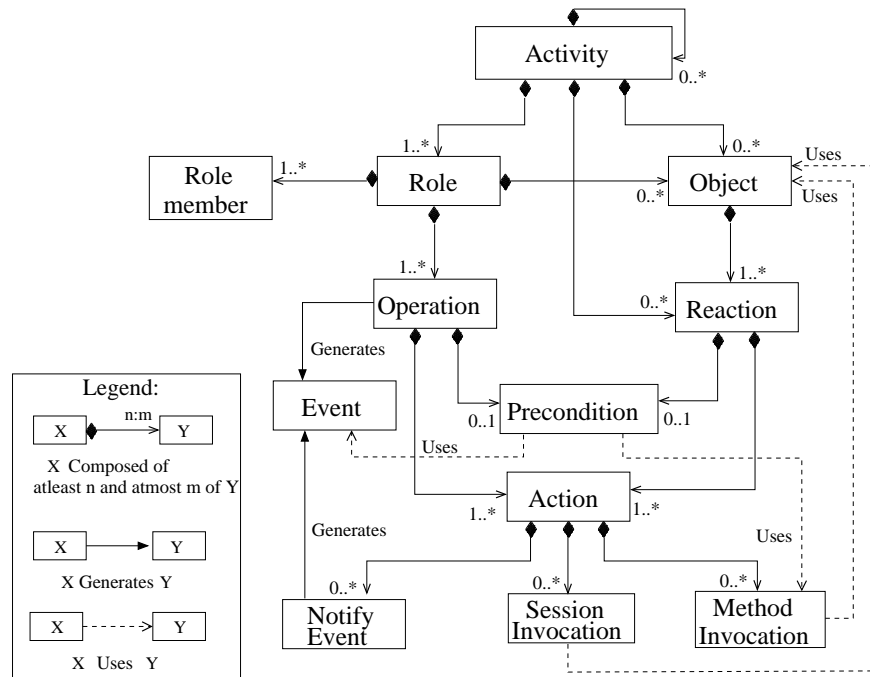 Activity
0..*
1..*
0..*
Uses
Role
member
1..*
Role
0..*
Object
Uses
1..*
1..*
Operation
0..*
Reaction
Generates
Event
0..1
Precondition
0..1
Uses
Action
1..*
1..*
Generates
Uses
0..*
0..*
0..*
Notify
Event
Session
Invocation
Method
Invocation
Legend:
n:m
X
Y
X Composed of
atleast n and atmost m of Y
X
Y
X Generates Y
X
Y
X Uses Y